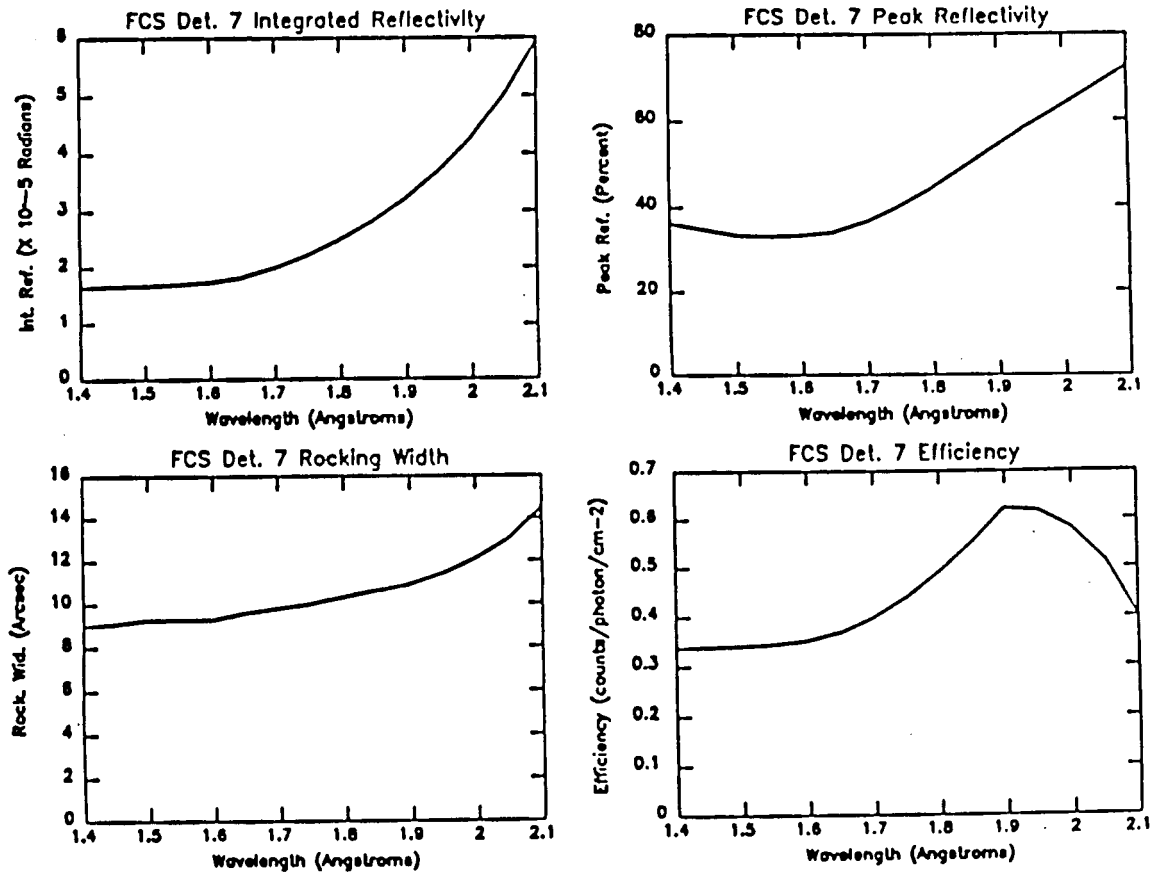 FCS Det. 7 Integrated Reflectivity
6
5
4
3
2
1
0
Int. Ref. (X 10-5 Radians)
1.4 1.5 1.6 1.7 1.8 1.9 2 2.1
Wavelength (Angstroms)
FCS Det. 7 Peak Reflectivity
80
60
40
20
0
Peak Ref. (Percent)
1.4 1.5 1.6 1.7 1.8 1.9 2 2.1
Wavelength (Angstroms)
FCS Det. 7 Rocking Width
16
14
12
10
8
6
4
2
0
Rock. Wid. (Arcsec)
1.4 1.5 1.6 1.7 1.8 1.9 2 2.1
Wavelength (Angstroms)
FCS Det. 7 Efficiency
0.7
0.6
0.5
0.4
0.3
0.2
0.1
0
Efficiency (counts/photon/cm-2)
1.4 1.5 1.6 1.7 1.8 1.9 2 2.1
Wavelength (Angstroms)